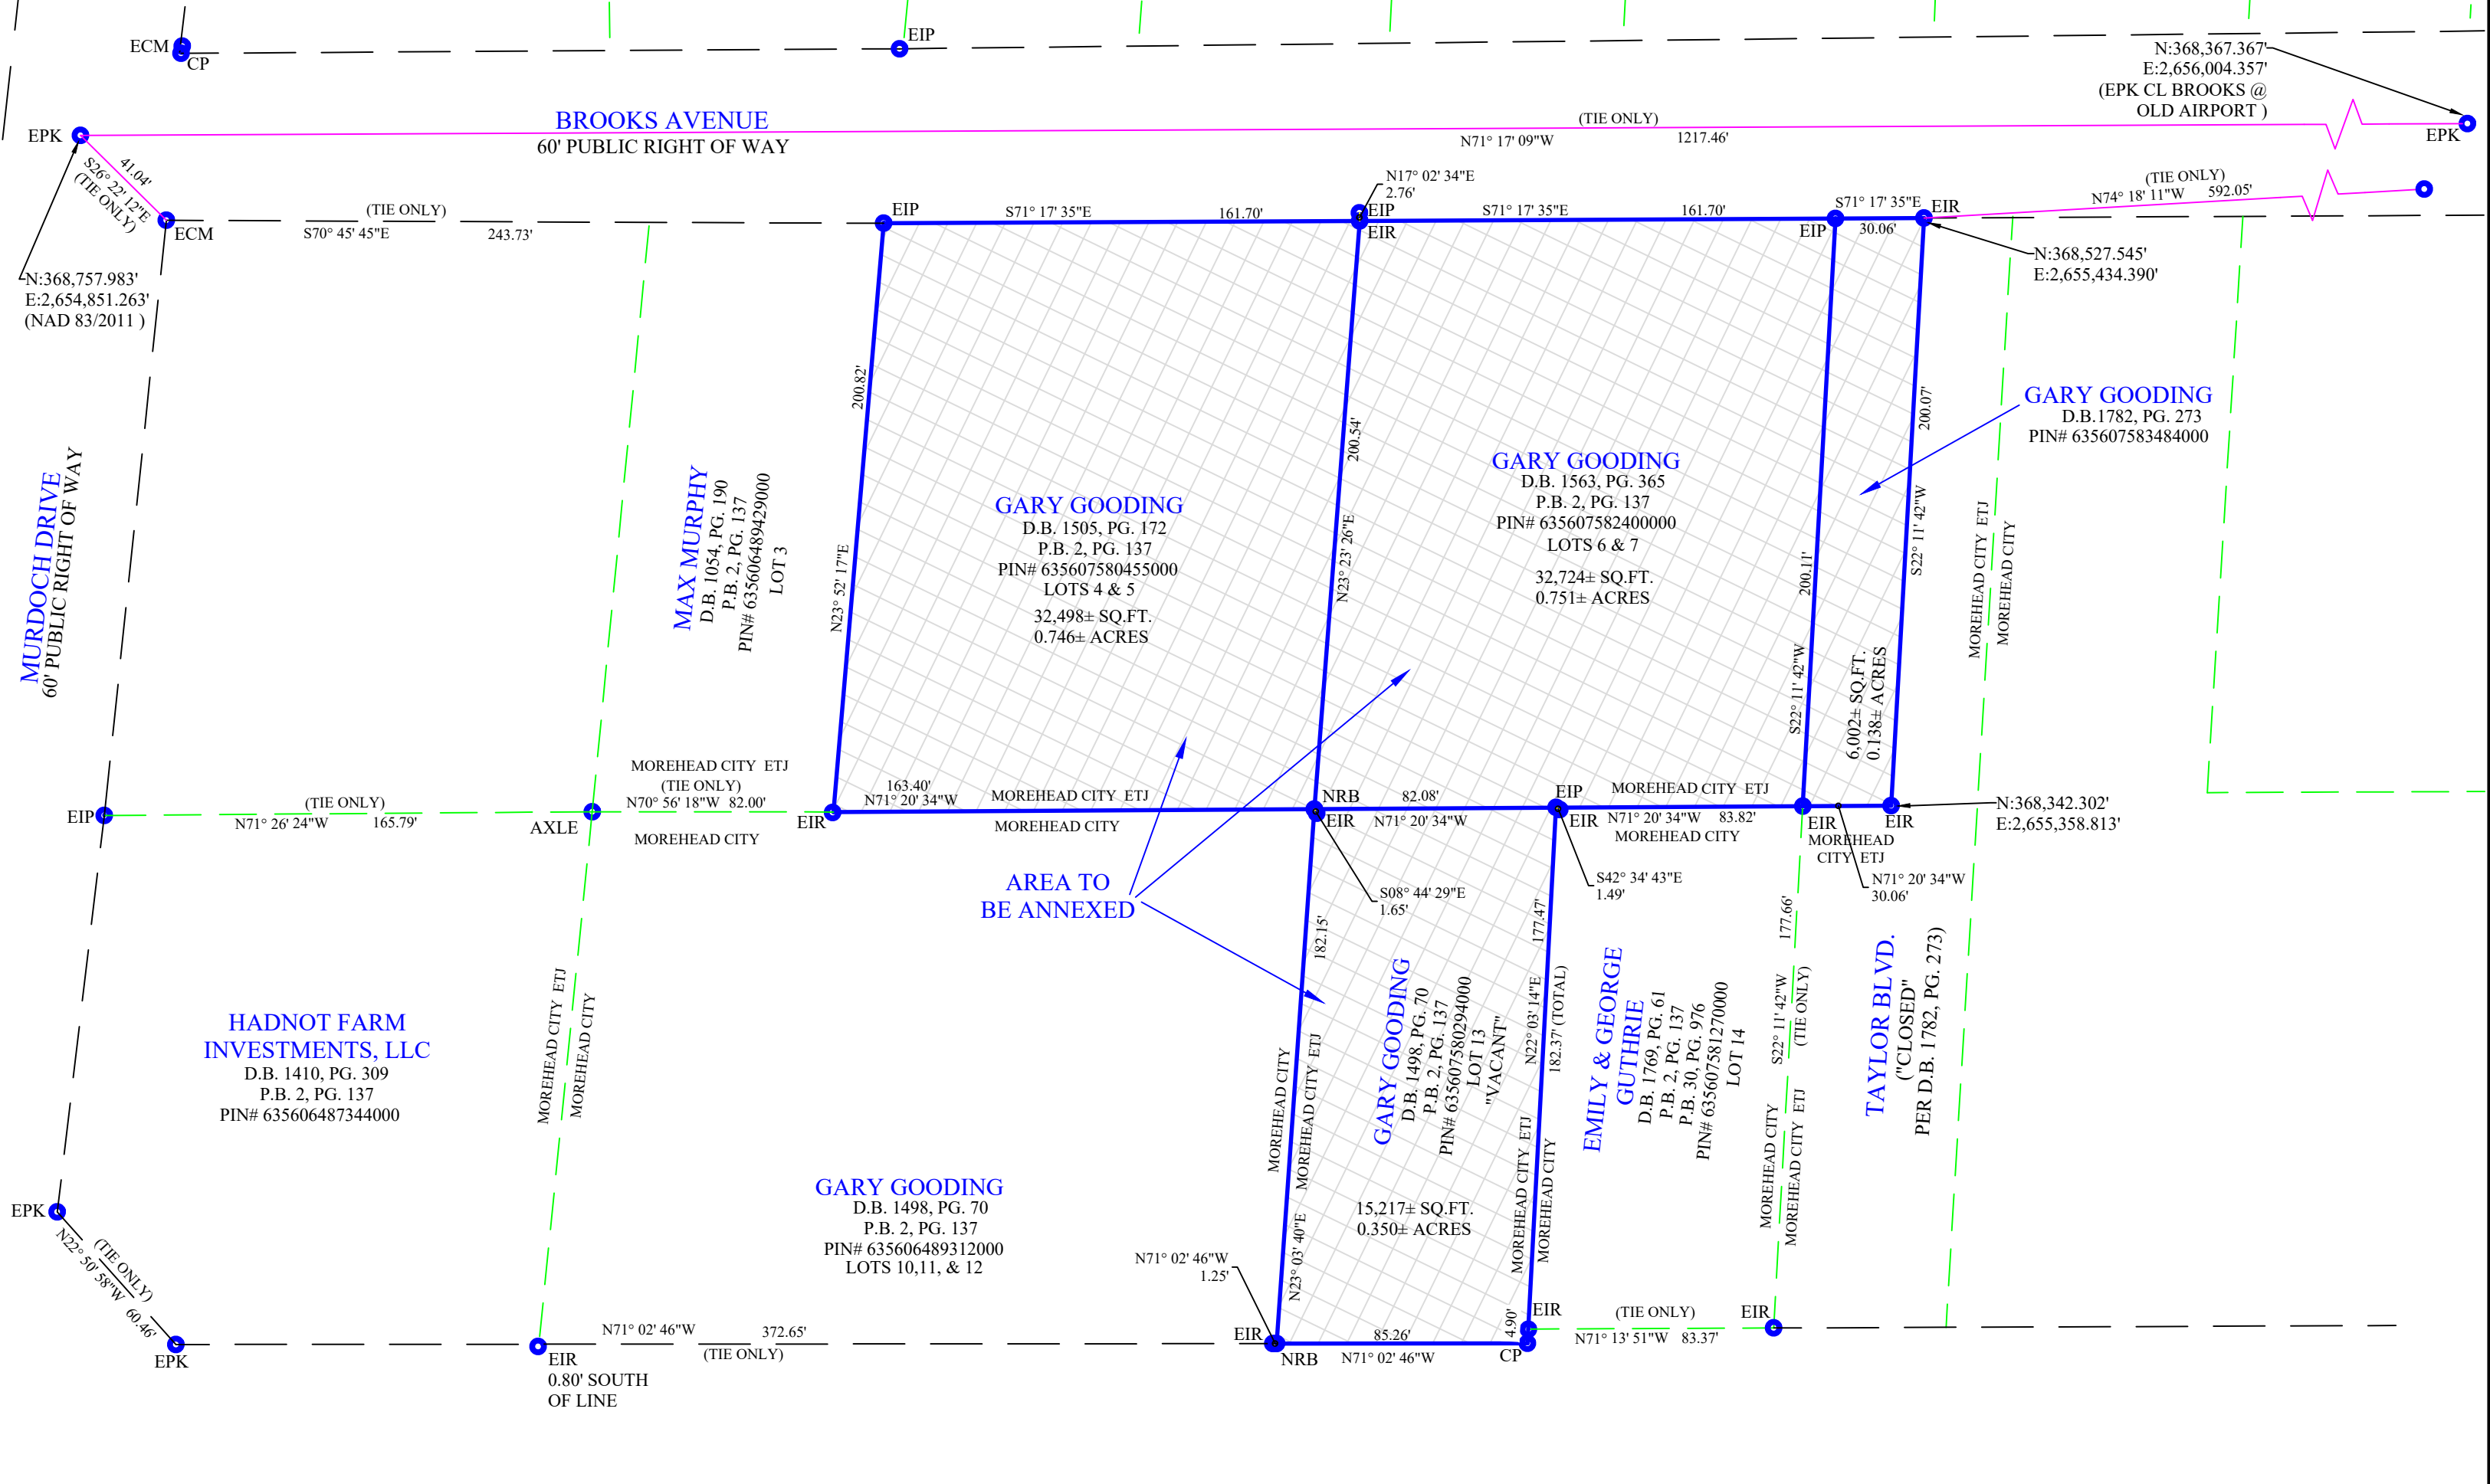 ECM
CP
EIP
N:368,367.367'
E:2,656,004.357'
(EPK CL BROOKS @
OLD AIRPORT )
EPK
BROOKS AVENUE
60' PUBLIC RIGHT OF WAY
(TIE ONLY)
N71° 17' 09"W 1217.46'
EPK
41.04'
S26° 22' 12"E
(TIE ONLY)
ECM
(TIE ONLY)
S70° 45' 45"E 243.73'
N:368,757.983'
E:2,654,851.263'
(NAD 83/2011 )
EIP
S71° 17' 35"E 161.70'
N17° 02' 34"E
2.76'
EIP
EIR
S71° 17' 35"E 161.70'
EIP
S71° 17' 35"E
30.06'
EIR
(TIE ONLY)
N74° 18' 11"W 592.05'
N:368,527.545'
E:2,655,434.390'
MURDOCH DRIVE
60' PUBLIC RIGHT OF WAY
MAX MURPHY
D.B. 1054, PG. 190
P.B. 2, PG. 137
PIN# 635606489429000
LOT 3
N23° 52' 17"E 200.82'
GARY GOODING
D.B. 1505, PG. 172
P.B. 2, PG. 137
PIN# 635607580455000
LOTS 4 & 5
32,498± SQ.FT.
0.746± ACRES
N23° 23' 26"E 200.54'
GARY GOODING
D.B. 1563, PG. 365
P.B. 2, PG. 137
PIN# 635607582400000
LOTS 6 & 7
32,724± SQ.FT.
0.751± ACRES
S22° 11' 42"W 200.11'
6,002± SQ.FT.
0.138± ACRES
S22° 11' 42"W 200.07'
GARY GOODING
D.B.1782, PG. 273
PIN# 635607583484000
MOREHEAD CITY ETJ
MOREHEAD CITY
EIP
(TIE ONLY)
N71° 26' 24"W 165.79'
AXLE
MOREHEAD CITY ETJ
(TIE ONLY)
N70° 56' 18"W 82.00'
MOREHEAD CITY
EIR
163.40'
N71° 20' 34"W
MOREHEAD CITY ETJ
MOREHEAD CITY
NRB
EIR
82.08'
N71° 20' 34"W
EIP
EIR
MOREHEAD CITY ETJ
N71° 20' 34"W 83.82'
MOREHEAD CITY
EIR
MOREHEAD
CITY ETJ
EIR
N:368,342.302'
E:2,655,358.813'
AREA TO
BE ANNEXED
S08° 44' 29"E
1.65'
S42° 34' 43"E
1.49'
N71° 20' 34"W
30.06'
HADNOT FARM
INVESTMENTS, LLC
D.B. 1410, PG. 309
P.B. 2, PG. 137
PIN# 635606487344000
MOREHEAD CITY ETJ
MOREHEAD CITY
GARY GOODING
D.B. 1498, PG. 70
P.B. 2, PG. 137
PIN# 635606489312000
LOTS 10,11, & 12
MOREHEAD CITY
MOREHEAD CITY ETJ
N23° 03' 40"E 182.15'
GARY GOODING
D.B. 1498, PG. 70
P.B. 2, PG. 137
PIN# 635607580294000
LOT 13
"VACANT"
15,217± SQ.FT.
0.350± ACRES
177.47'
N22° 03' 14"E
182.37' (TOTAL)
MOREHEAD CITY ETJ
MOREHEAD CITY
4.90'
EMILY & GEORGE
GUTHRIE
D.B. 1769, PG. 61
P.B. 2, PG. 137
P.B. 30, PG. 976
PIN# 635607581270000
LOT 14
S22° 11' 42"W 177.66'
(TIE ONLY)
MOREHEAD CITY
MOREHEAD CITY ETJ
TAYLOR BLVD.
("CLOSED"
PER D.B. 1782, PG. 273)
EPK
(TIE ONLY)
N22° 50' 58"W 60.46'
EPK
EIR
0.80' SOUTH
OF LINE
N71° 02' 46"W 372.65'
(TIE ONLY)
N71° 02' 46"W
1.25'
EIR
NRB
85.26'
N71° 02' 46"W
CP
EIR
(TIE ONLY)
N71° 13' 51"W 83.37'
EIR